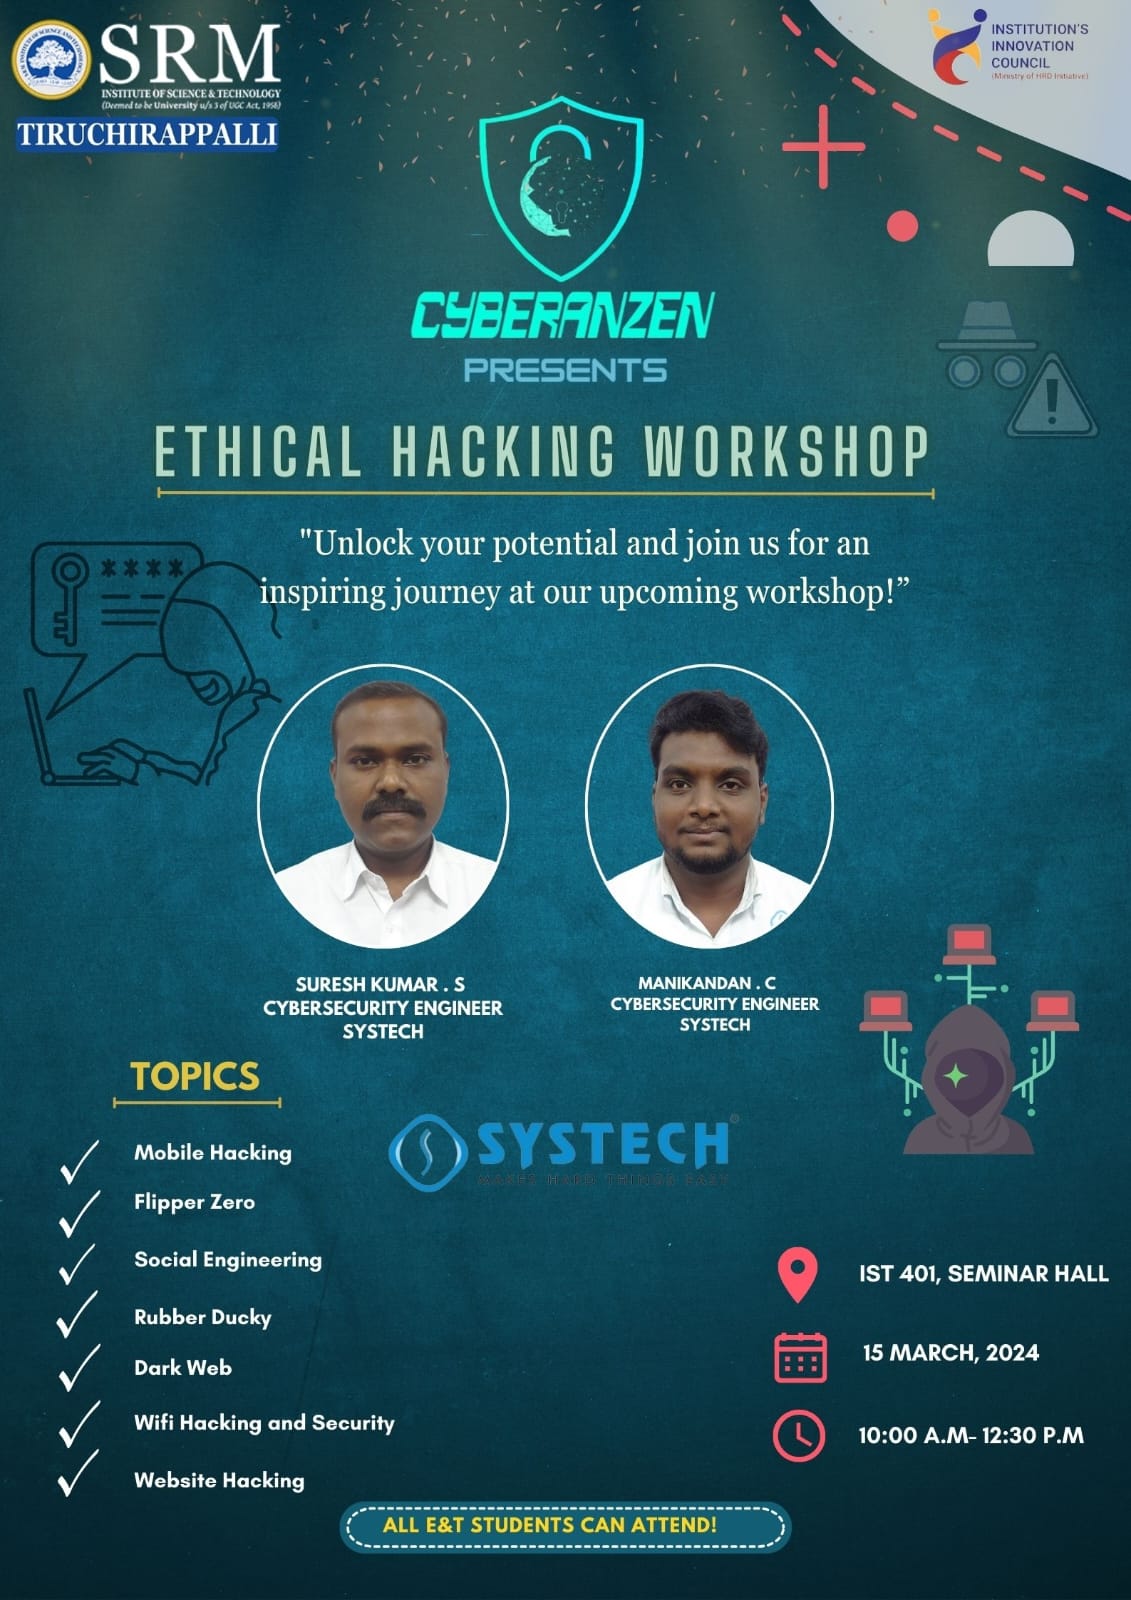 SRM
INSTITUTE OF SCIENCE & TECHNOLOGY
(Deemed to be University u/s 3 of UGC Act, 1956)
TIRUCHIRAPPALLI
INSTITUTION'S
INNOVATION
COUNCIL
(Ministry of HRD Initiative)
CYBERANZEN
PRESENTS
ETHICAL HACKING WORKSHOP
"Unlock your potential and join us for an
inspiring journey at our upcoming workshop!”
****
SURESH KUMAR . S
CYBERSECURITY ENGINEER
SYSTECH
MANIKANDAN . C
CYBERSECURITY ENGINEER
SYSTECH
TOPICS
Mobile Hacking
Flipper Zero
Social Engineering
Rubber Ducky
Dark Web
Wifi Hacking and Security
Website Hacking
SYSTECH®
MAKES HARD THINGS EASY
IST 401, SEMINAR HALL
15 MARCH, 2024
10:00 A.M- 12:30 P.M
ALL E&T STUDENTS CAN ATTEND!